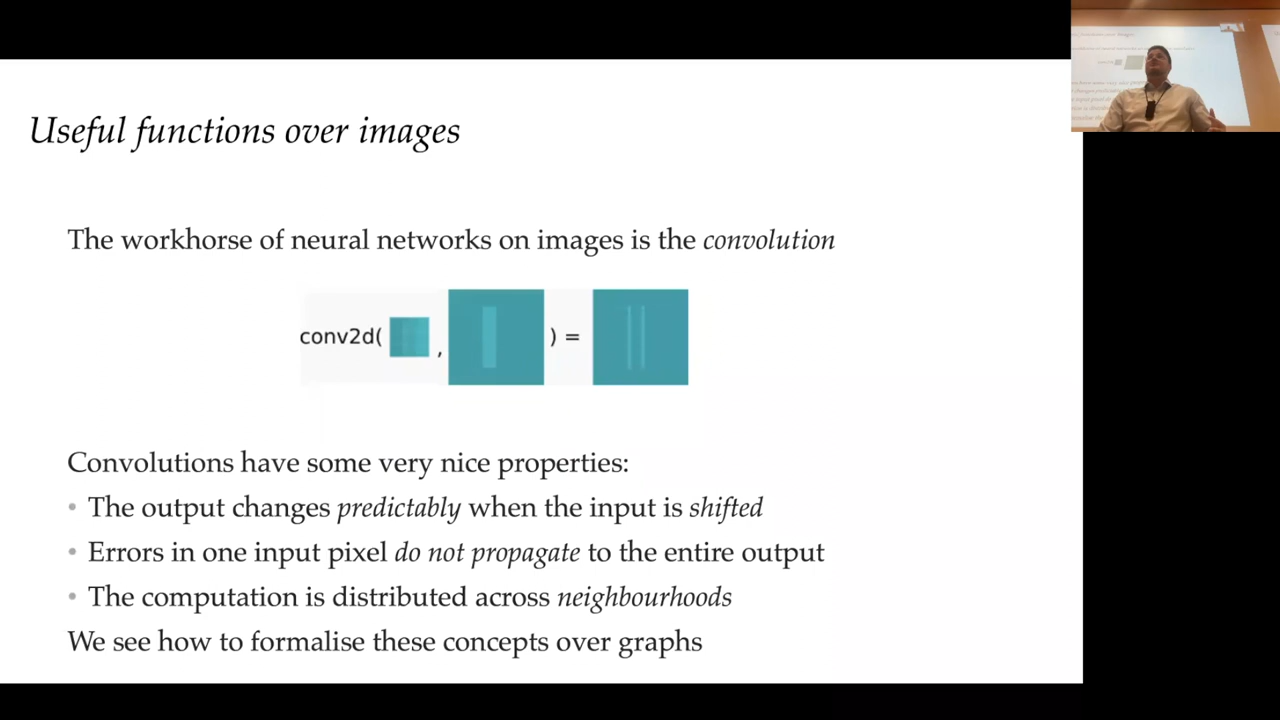 Useful functions over images
The workhorse of neural networks on images is the convolution
conv2d( , ) =
Convolutions have some very nice properties:
• The output changes predictably when the input is shifted
• Errors in one input pixel do not propagate to the entire output
• The computation is distributed across neighbourhoods
We see how to formalise these concepts over graphs